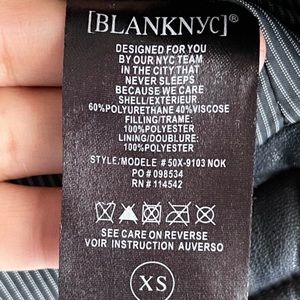 [BLANKNYC]®
DESIGNED FOR YOU
BY OUR NYC TEAM
IN THE CITY THAT
NEVER SLEEPS
BECAUSE WE CARE
SHELL/EXTÉRIEUR
60%POLYURETHANE 40%VISCOSE
FILLING/TRAME:
100%POLYESTER
LINING/DOUBLURE:
100%POLYESTER
STYLE/MODELE # 50X-9103 NOK
PO # 098534
RN # 114542
SEE CARE ON REVERSE
VOIR INSTRUCTION AUVERSO
XS